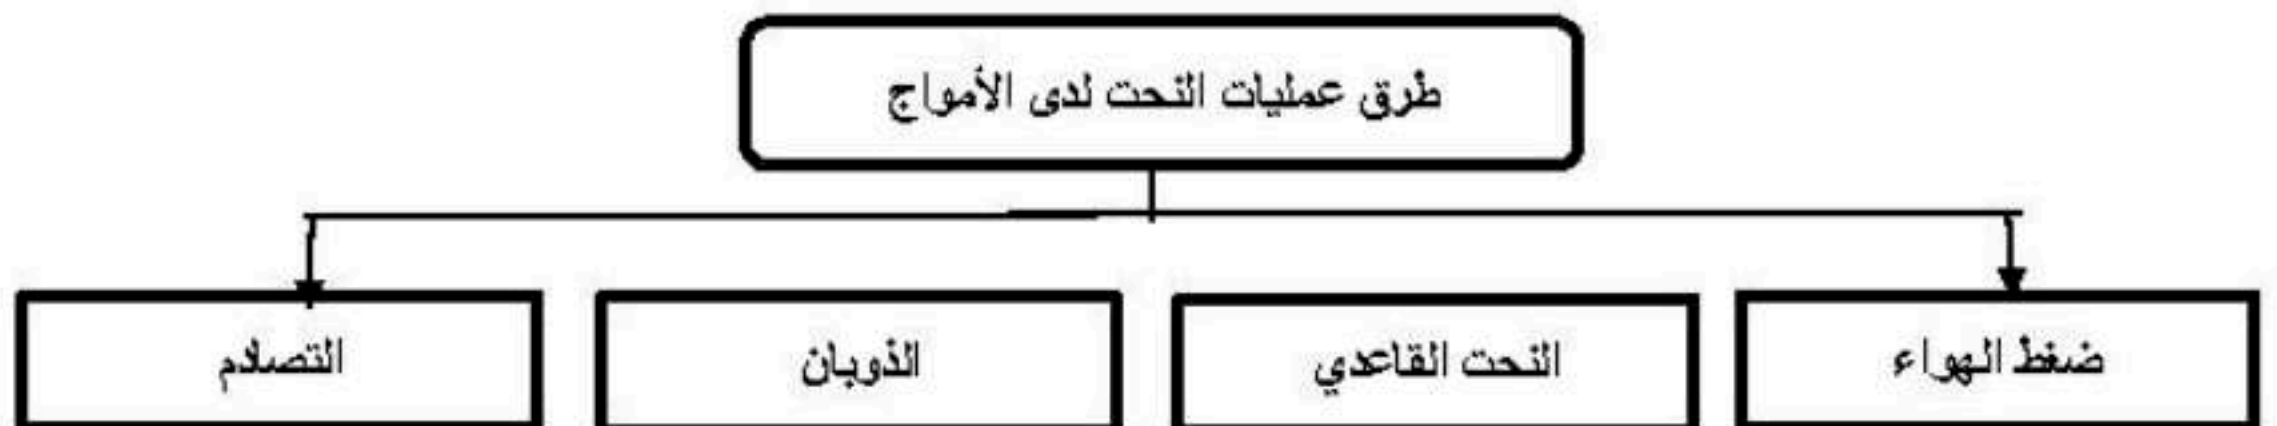 طرق عمليات النحت لدى الأمواج
ضغط الهواء
النحت القاعدي
الذوبان
التصادم